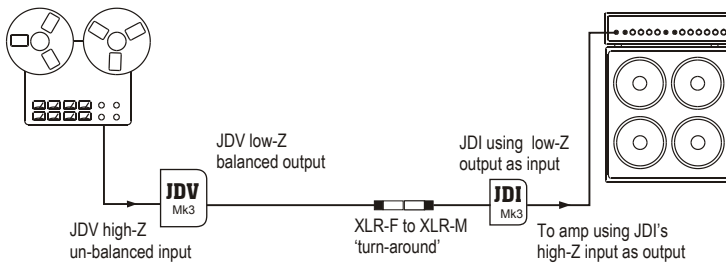 JDV low-Z
balanced output
JDI using low-Z
output as input
JDV
Mk3
JDI
Mk3
JDV high-Z
un-balanced input
XLR-F to XLR-M
‘turn-around’
To amp using JDI’s
high-Z input as output